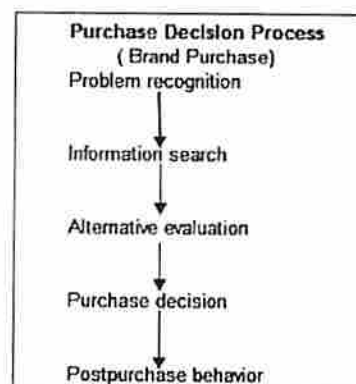 Purchase Decision Process
( Brand Purchase)
Problem recognition
Information search
Alternative evaluation
Purchase decision
Postpurchase behavior